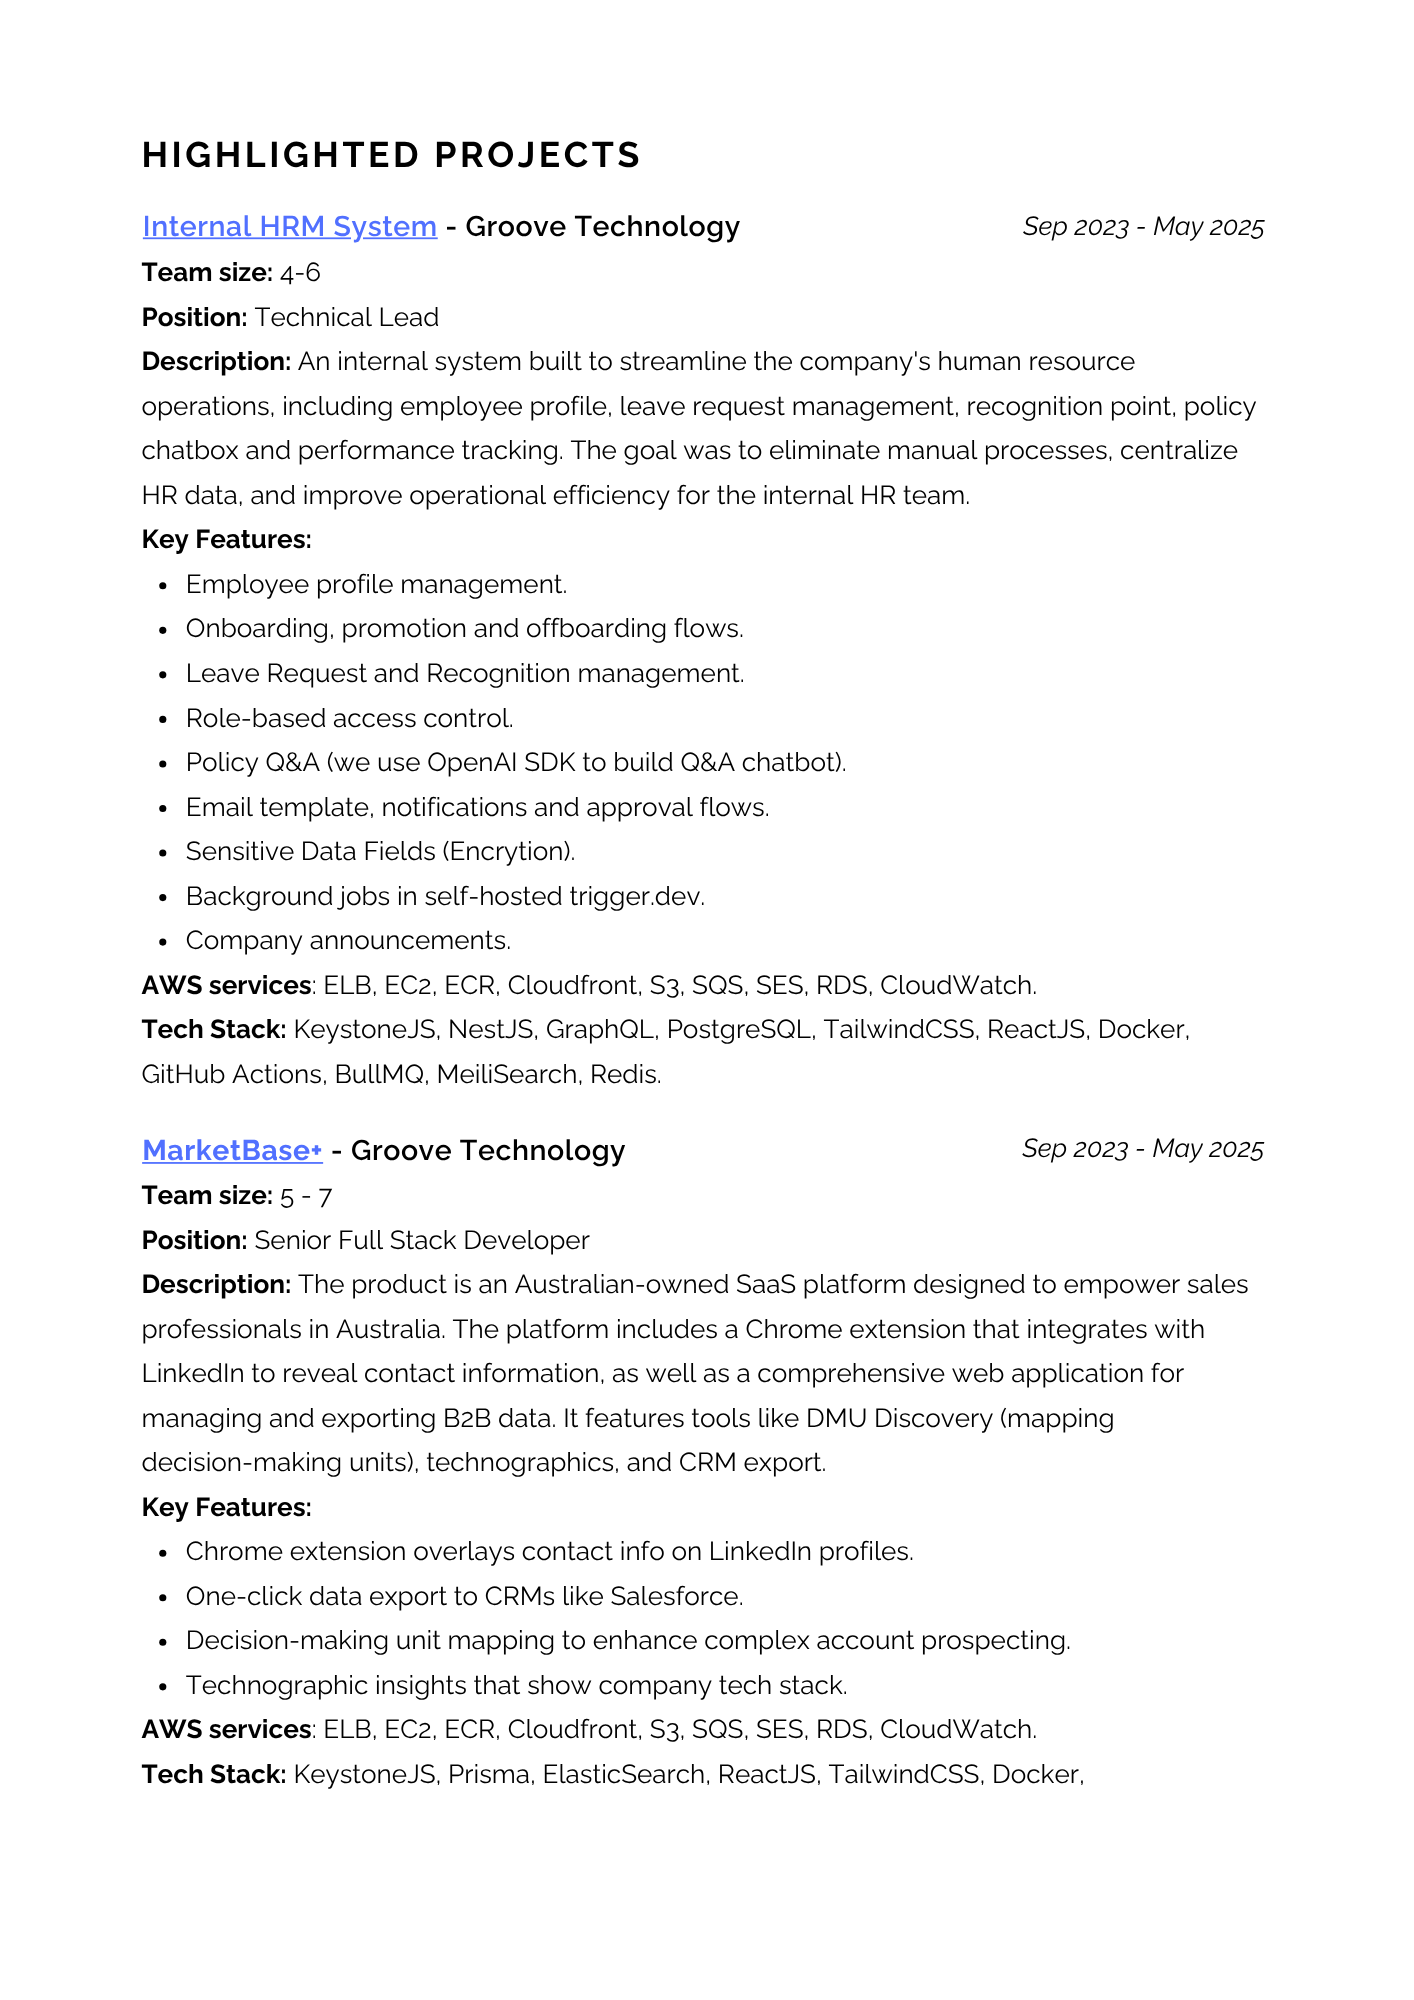 HIGHLIGHTED PROJECTS
Internal HRM System - Groove Technology Sep 2023 - May 2025
Team size: 4-6
Position: Technical Lead
Description: An internal system built to streamline the company's human resource
operations, including employee profile, leave request management, recognition point, policy
chatbox and performance tracking. The goal was to eliminate manual processes, centralize
HR data, and improve operational efficiency for the internal HR team.
Key Features:
• Employee profile management.
• Onboarding, promotion and offboarding flows.
• Leave Request and Recognition management.
• Role-based access control.
• Policy Q&A (we use OpenAI SDK to build Q&A chatbot).
• Email template, notifications and approval flows.
• Sensitive Data Fields (Encrytion).
• Background jobs in self-hosted trigger.dev.
• Company announcements.
AWS services: ELB, EC2, ECR, Cloudfront, S3, SQS, SES, RDS, CloudWatch.
Tech Stack: KeystoneJS, NestJS, GraphQL, PostgreSQL, TailwindCSS, ReactJS, Docker,
GitHub Actions, BullMQ, MeiliSearch, Redis.
MarketBase+ - Groove Technology Sep 2023 - May 2025
Team size: 5 - 7
Position: Senior Full Stack Developer
Description: The product is an Australian-owned SaaS platform designed to empower sales
professionals in Australia. The platform includes a Chrome extension that integrates with
LinkedIn to reveal contact information, as well as a comprehensive web application for
managing and exporting B2B data. It features tools like DMU Discovery (mapping
decision-making units), technographics, and CRM export.
Key Features:
• Chrome extension overlays contact info on LinkedIn profiles.
• One-click data export to CRMs like Salesforce.
• Decision-making unit mapping to enhance complex account prospecting.
• Technographic insights that show company tech stack.
AWS services: ELB, EC2, ECR, Cloudfront, S3, SQS, SES, RDS, CloudWatch.
Tech Stack: KeystoneJS, Prisma, ElasticSearch, ReactJS, TailwindCSS, Docker,